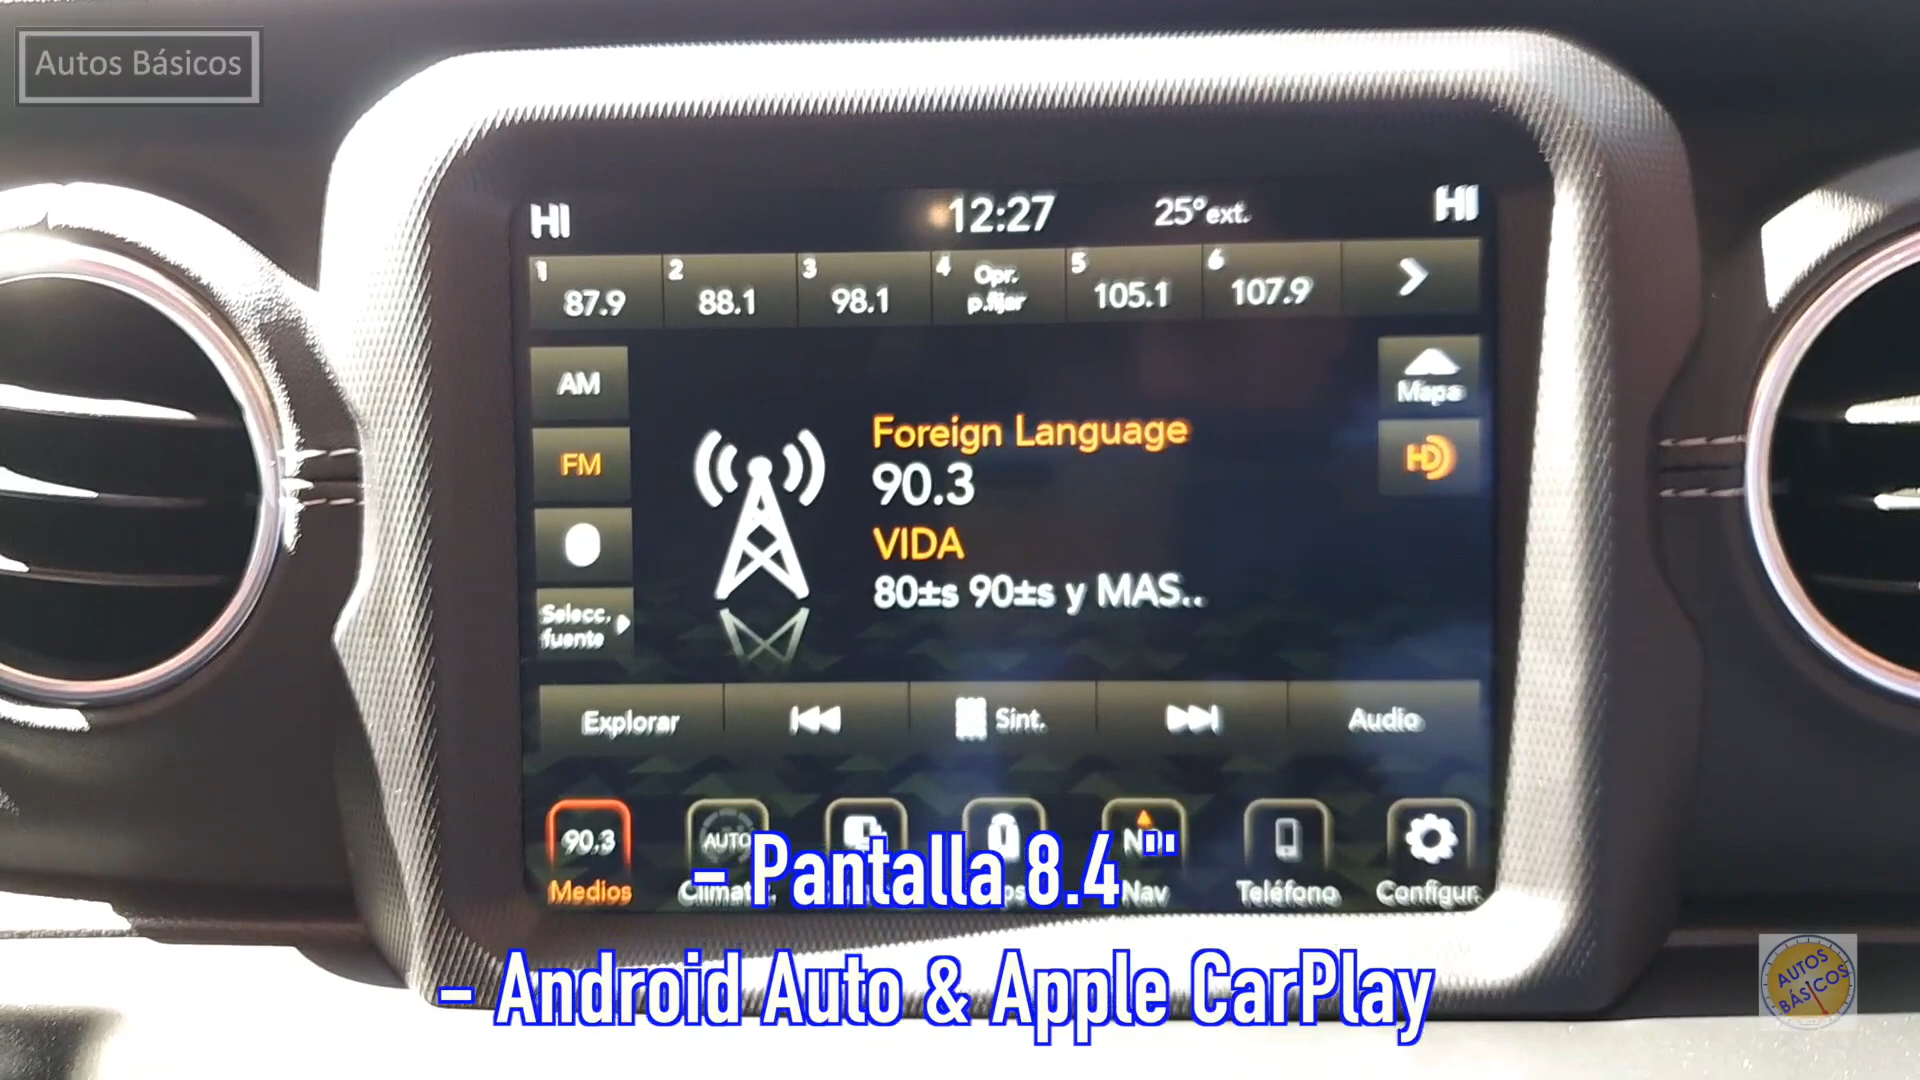 Autos Básicos
HI
12:27
25° ext.
HI
1 87.9
2 88.1
3 98.1
4 Opr. p.fijar
5 105.1
6 107.9
AM
Foreign Language
Mapa
FM
90.3
HD
VIDA
80±s 90±s y MAS..
Selecc. fuente
Explorar
Sint.
Audio
90.3
AUTO
Medios
Nav
Teléfono
Configur.
- Pantalla 8.4 "
- Android Auto & Apple CarPlay
AUTOS BÁSICOS